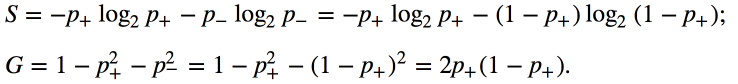 S = −p₊ log₂ p₊ − p₋ log₂ p₋ = −p₊ log₂ p₊ − (1 − p₊) log₂ (1 − p₊);
G = 1 − p₊² − p₋² = 1 − p₊² − (1 − p₊)² = 2p₊(1 − p₊).